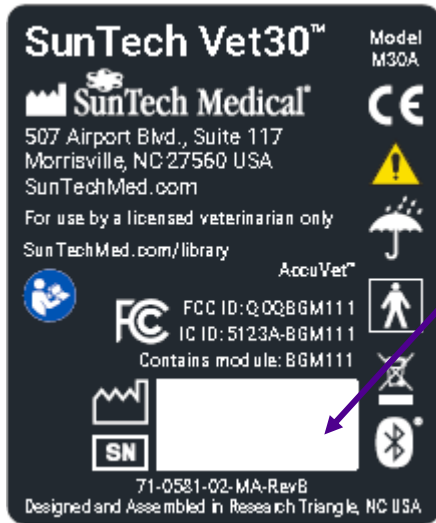 SunTech Vet30™
Model
M30A
SunTech Medical®
CE
507 Airport Blvd., Suite 117
Morrisville, NC 27560 USA
SunTechMed.com
For use by a licensed veterinarian only
SunTechMed.com/library
AccuVet™
FC FCC ID: QOQBGM111
IC ID: 5123A-BGM111
Contains module: BGM111
SN
71-0581-02-MA-RevB
Designed and Assembled in Research Triangle, NC USA